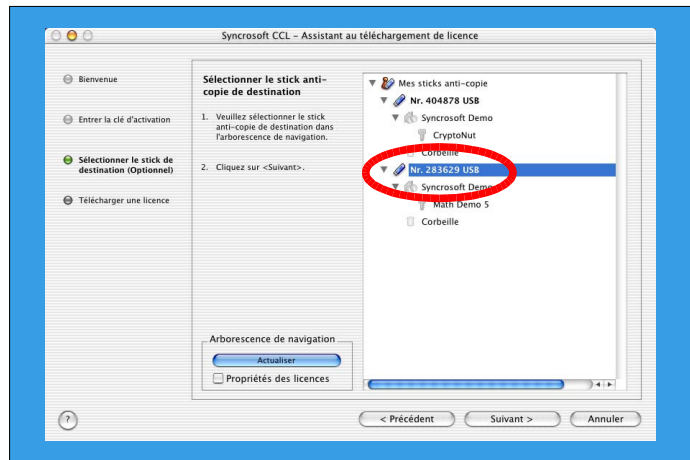 Syncrosoft CCL – Assistant au téléchargement de licence
Bienvenue
Entrer la clé d'activation
Sélectionner le stick de
destination (Optionnel)
Télécharger une licence
Sélectionner le stick anti-
copie de destination
1. Veuillez sélectionner le stick
anti-copie de destination dans
l'arborescence de navigation.
2. Cliquez sur <Suivant>.
Arborescence de navigation
Actualiser
Propriétés des licences
Mes sticks anti-copie
Nr. 404878 USB
Syncrosoft Demo
CryptoNut
Corbeille
Nr. 283629 USB
Syncrosoft Demo
Math Demo 5
Corbeille
?
< Précédent
Suivant >
Annuler